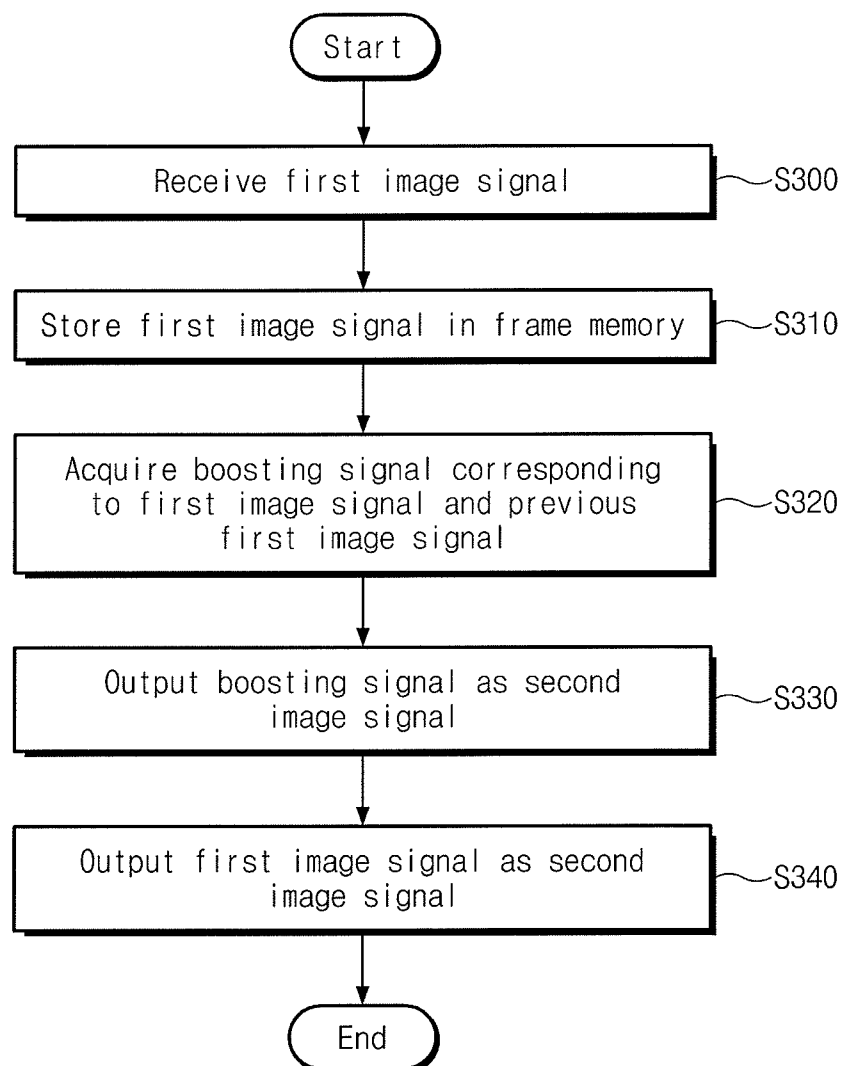 Start
Receive first image signal
S300
Store first image signal in frame memory
S310
Acquire boosting signal corresponding
to first image signal and previous
first image signal
S320
Output boosting signal as second
image signal
S330
Output first image signal as second
image signal
S340
End